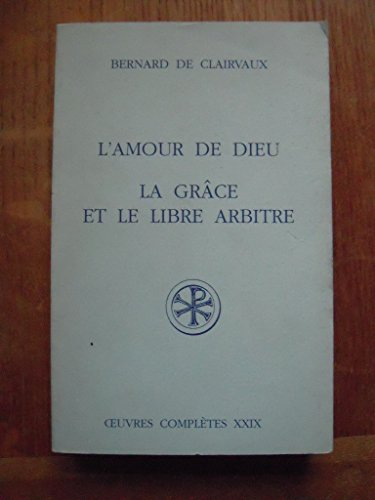 BERNARD DE CLAIRVAUX
L'AMOUR DE DIEU
LA GRÂCE
ET LE LIBRE ARBITRE
ŒUVRES COMPLÈTES XXIX